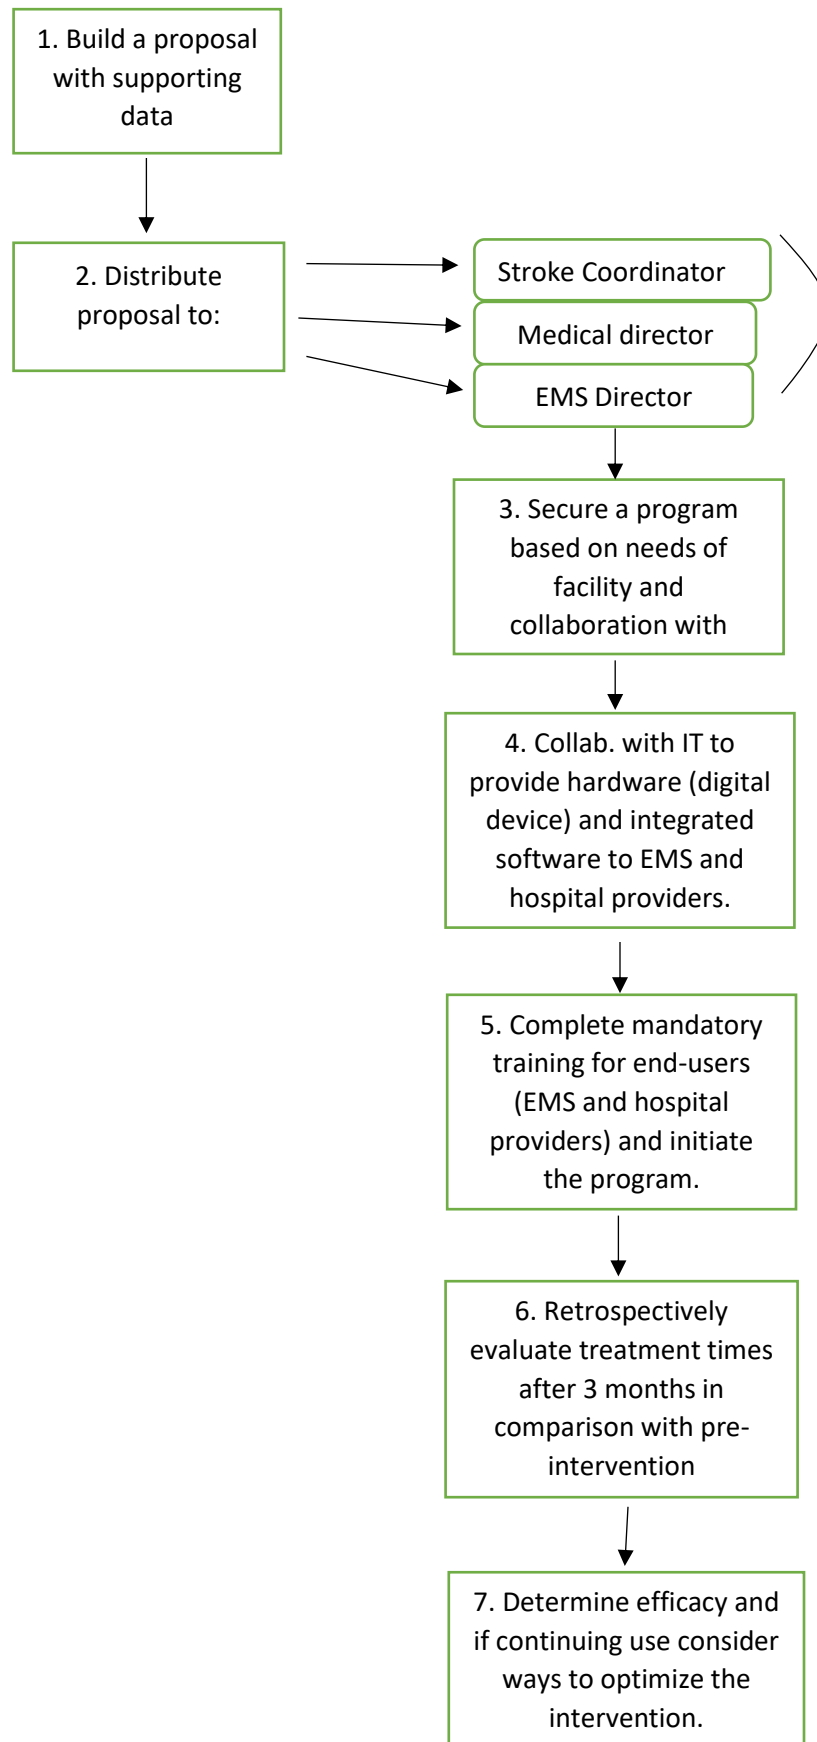 1. Build a proposal
with supporting
data
2. Distribute
proposal to:
Stroke Coordinator
Medical director
EMS Director
3. Secure a program
based on needs of
facility and
collaboration with
4. Collab. with IT to
provide hardware (digital
device) and integrated
software to EMS and
hospital providers.
5. Complete mandatory
training for end-users
(EMS and hospital
providers) and initiate
the program.
6. Retrospectively
evaluate treatment times
after 3 months in
comparison with pre-
intervention
7. Determine efficacy and
if continuing use consider
ways to optimize the
intervention.